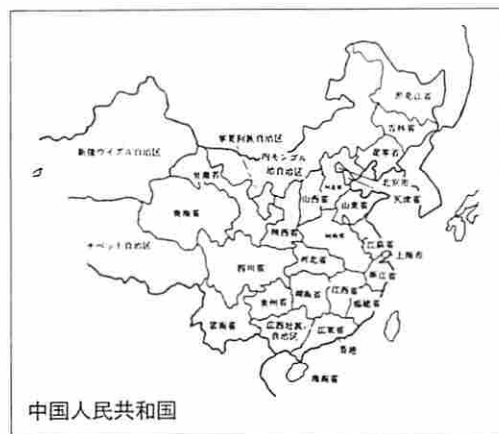 黒龙江省
吉林省
遼寧省
寧夏回族自治区
内モンゴル
自治区
新疆ウイグル自治区
甘粛省
北京市
天津市
山西省
山東省
青海省
陝西省
チベット自治区
江蘇省
上海市
四川省
湖北省
浙江省
貴州省
湖南省
江西省
福建省
雲南省
広西壮族
自治区
広東省
香港
海南省
中国人民共和国